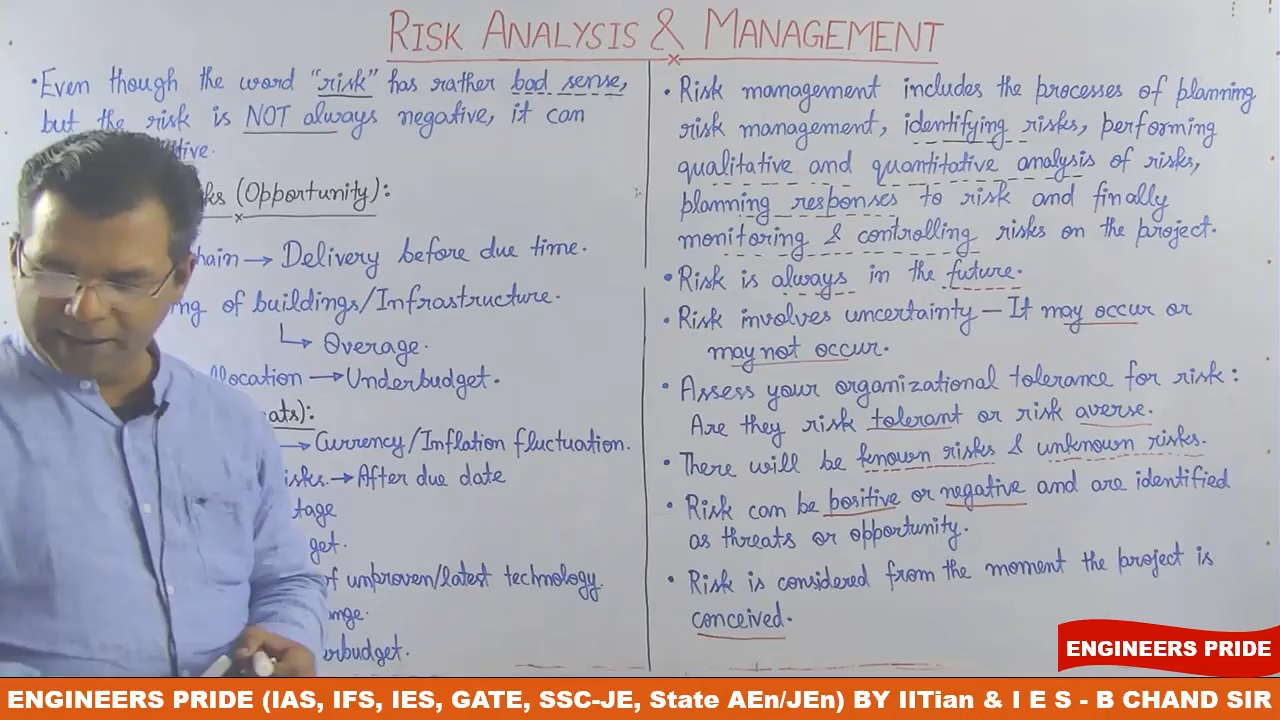 RISK ANALYSIS & MANAGEMENT
• Even though the word "risk" has rather bad sense,
but the risk is NOT always negative, it can
(Opportunity):
→ Delivery before due time.
of buildings/Infrastructure.
↳ Overage.
→ Underbudget.
→ Currency/Inflation fluctuation.
→ After due date
unproven/latest technology.
• Risk management includes the processes of planning
risk management, identifying risks, performing
qualitative and quantitative analysis of risks,
planning responses to risk and finally
monitoring & controlling risks on the project.
• Risk is always in the future.
• Risk involves uncertainty – It may occur or
may not occur.
• Assess your organizational tolerance for risk:
Are they risk tolerant or risk averse.
• There will be known risks & unknown risks.
• Risk can be positive or negative and are identified
as threats or opportunity.
• Risk is considered from the moment the project is
conceived.
ENGINEERS PRIDE
ENGINEERS PRIDE (IAS, IFS, IES, GATE, SSC-JE, State AEn/JEn) BY IITian & I E S - B CHAND SIR